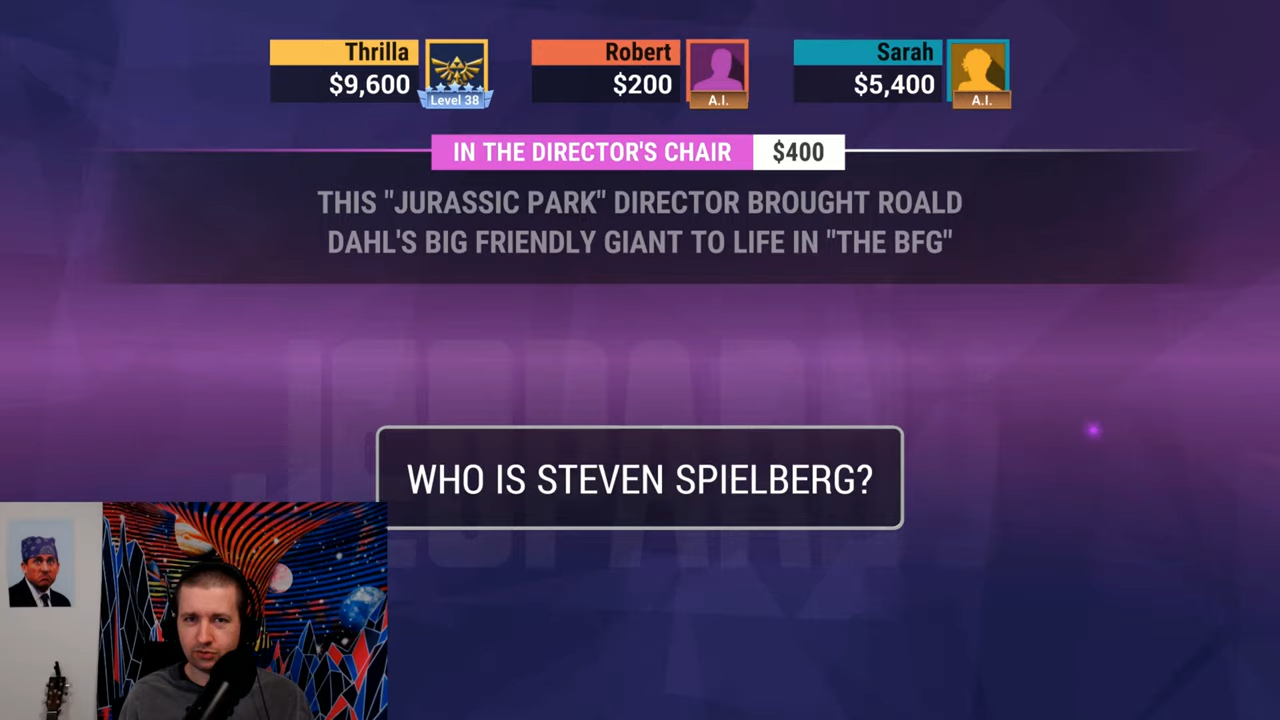 Thrilla
$9,600
Level 38
Robert
$200
A.I.
Sarah
$5,400
A.I.
IN THE DIRECTOR'S CHAIR $400
THIS "JURASSIC PARK" DIRECTOR BROUGHT ROALD
DAHL'S BIG FRIENDLY GIANT TO LIFE IN "THE BFG"
JEOPARDY
WHO IS STEVEN SPIELBERG?